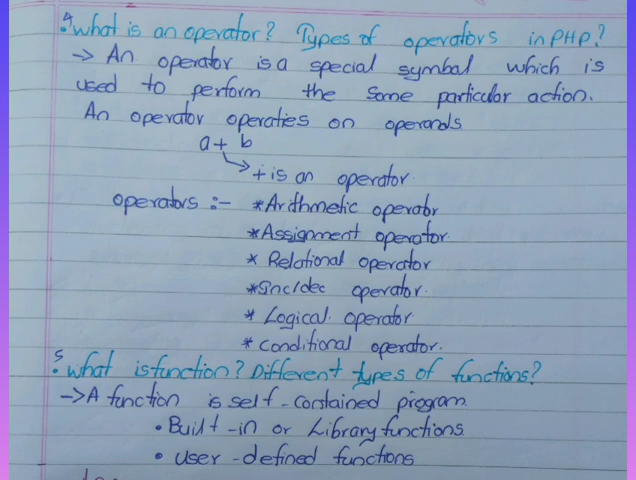 4. What is an operator? Types of operators in PHP?
→ An operator is a special symbol which is
used to perform the some particular action.
An operator operaties on operands
a + b
→ + is an operator.
operators :- *Arithmetic operator
*Assignment operator.
* Relational operator
*Inc/dec operator.
* Logical operator
* conditional operator.
5. what is function? Different types of functions?
→ A function is self-contained program.
• Built-in or Library functions
• user-defined functions